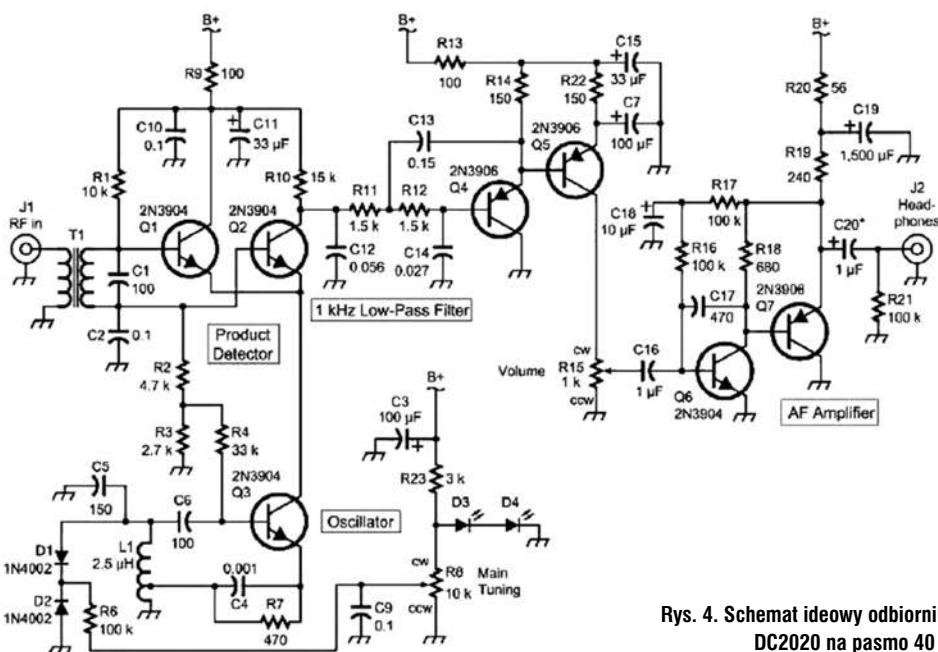 B+
R9
100
C10
0.1
C11
33 µF
R1
10 k
R10
15 k
J1
RF in
T1
2N3904
Q1
2N3904
Q2
C1
100
C2
0.1
Product
Detector
R2
4.7 k
R3
2.7 k
R4
33 k
C5
150
C6
100
2N3904
Q3
Oscillator
D1
1N4002
D2
1N4002
L1
2.5 µH
0.001
C4
R7
470
R6
100 k
B+
R13
100
R14
150
R22
150
C15
33 µF
C7
100 µF
C13
0.15
R11
1.5 k
R12
1.5 k
C12
0.056
C14
0.027
2N3906
Q4
2N3906
Q5
1 kHz Low-Pass Filter
Volume
cw
R15
1 k
ccw
C16
1 µF
B+
C3
100 µF
R23
3 k
D3
D4
cw
R8
10 k
ccw
Main
Tuning
C9
0.1
B+
R20
56
C19
1,500 µF
R19
240
J2
Head-
phones
C18
10 µF
R17
100 k
R16
100 k
R18
680
C17
470
2N3906
Q7
C20*
1 µF
R21
100 k
Q6
2N3904
AF Amplifier
Rys. 4. Schemat ideowy odbiorni
DC2020 na pasmo 40